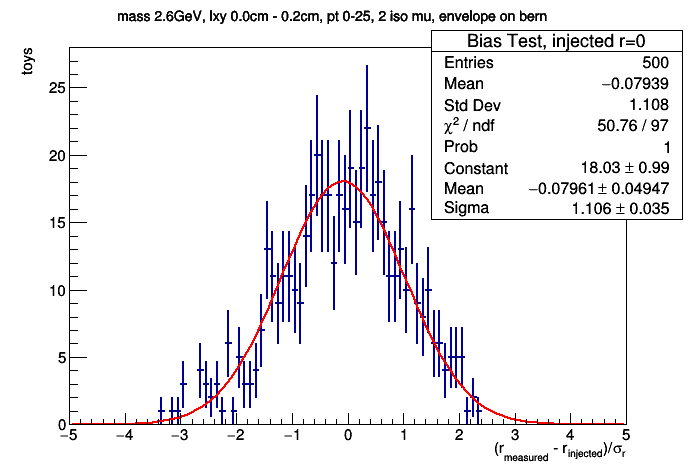 mass 2.6GeV, lxy 0.0cm - 0.2cm, pt 0-25, 2 iso mu, envelope on bern
toys
Bias Test, injected r=0
Entries 500
Mean −0.07939
Std Dev 1.108
χ² / ndf 50.76 / 97
Prob 1
Constant 18.03 ± 0.99
Mean −0.07961 ± 0.04947
Sigma 1.106 ± 0.035
25
20
15
10
5
0
−5 −4 −3 −2 −1 0 1 2 3 4 5
(r_measured - r_injected)/σ_r